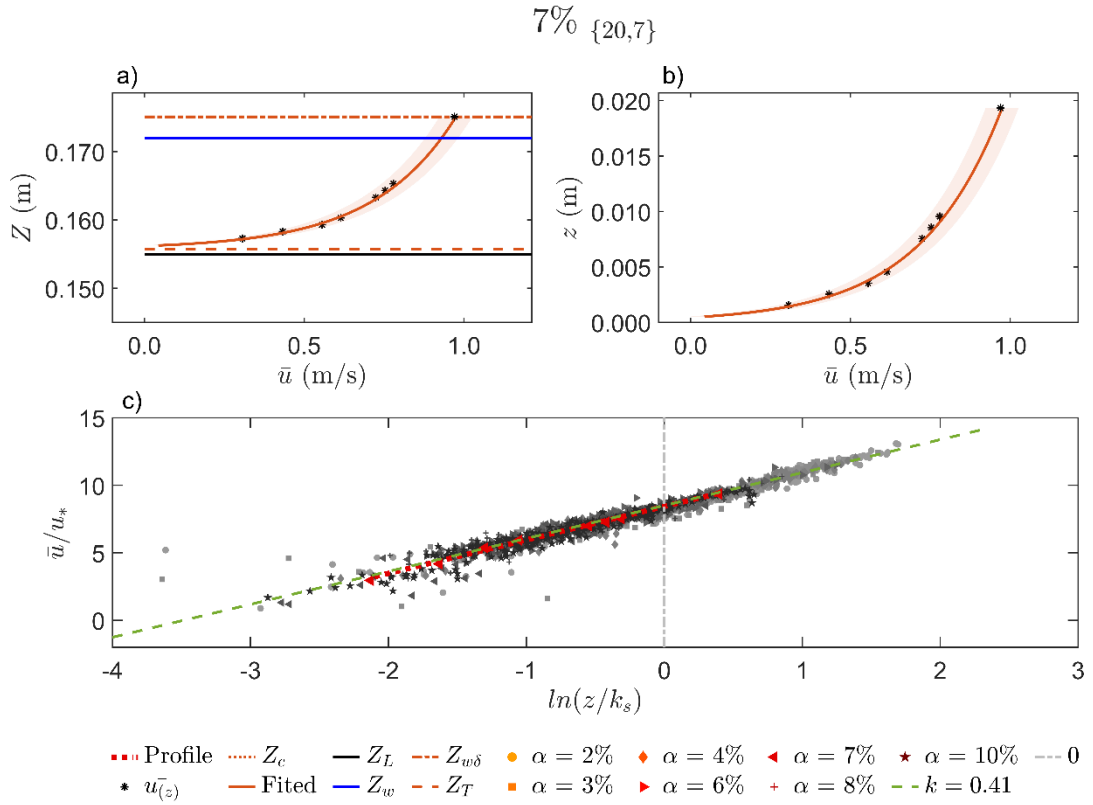 7% {20,7}
a)
0.170
0.160
0.150
Z (m)
0.0 0.5 1.0
ū (m/s)
b)
0.020
0.015
0.010
0.005
0.000
z (m)
0.0 0.5 1.0
ū (m/s)
c)
15
10
5
0
ū/u*
-4 -3 -2 -1 0 1 2 3
ln(z/ks)
Profile Zc ZL Zwδ α = 2% α = 4% α = 7% α = 10% 0
ū(z) Fited Zw ZT α = 3% α = 6% α = 8% k = 0.41